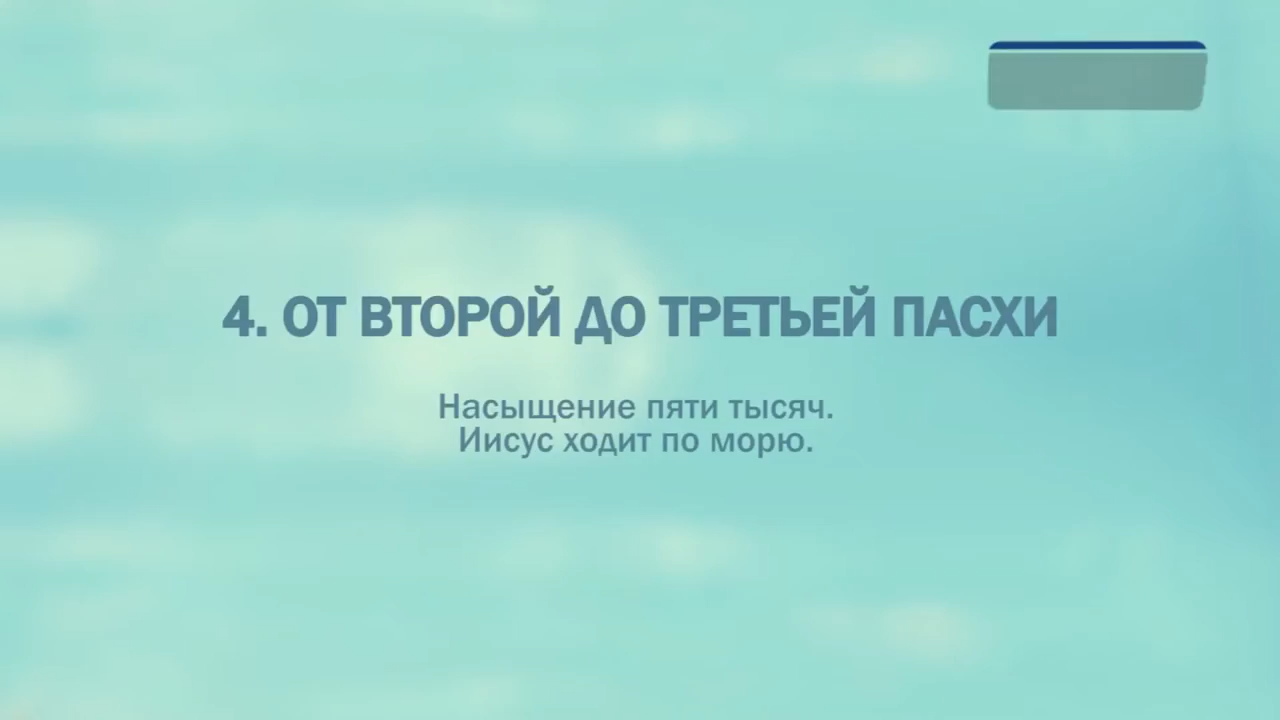 4. ОТ ВТОРОЙ ДО ТРЕТЬЕЙ ПАСХИ
Насыщение пяти тысяч.
Иисус ходит по морю.